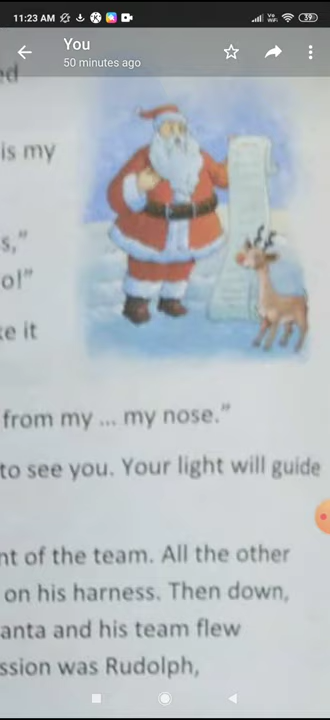 11:23 AM
39
You
50 minutes ago
ed
is my
s,"
o!"
ke it
from my ... my nose."
to see you. Your light will guide
nt of the team. All the other
on his harness. Then down,
anta and his team flew
ssion was Rudolph,